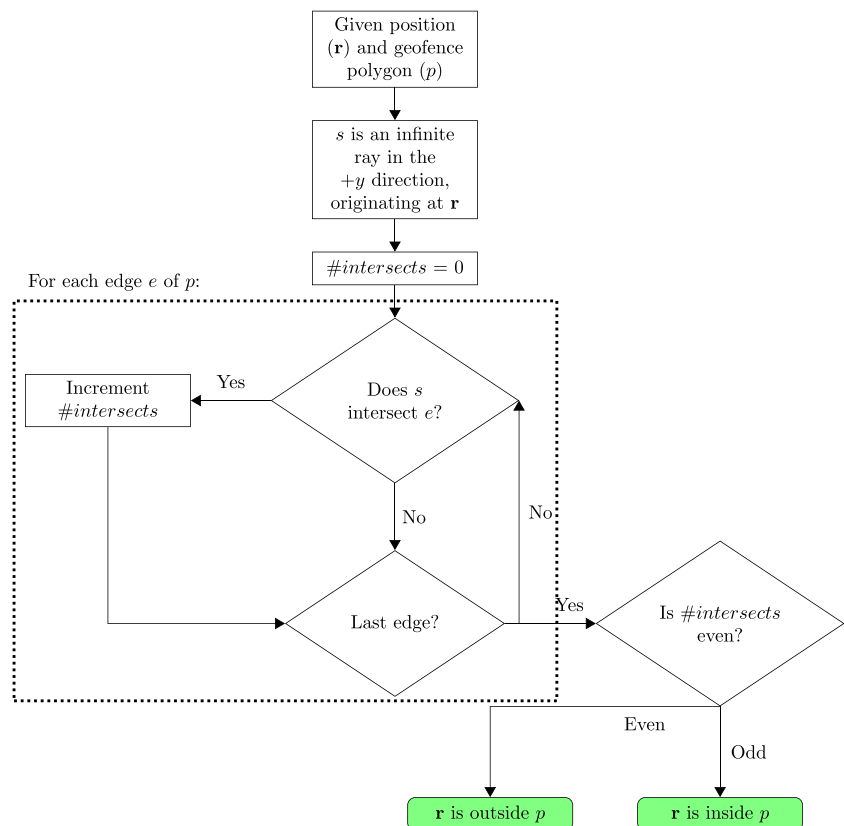 Given position
(r) and geofence
polygon (p)
s is an infinite
ray in the
+y direction,
originating at r
#intersects = 0
For each edge e of p:
Does s
intersect e?
Yes
Increment
#intersects
No
No
Last edge?
Yes
Is #intersects
even?
Even
Odd
r is outside p
r is inside p